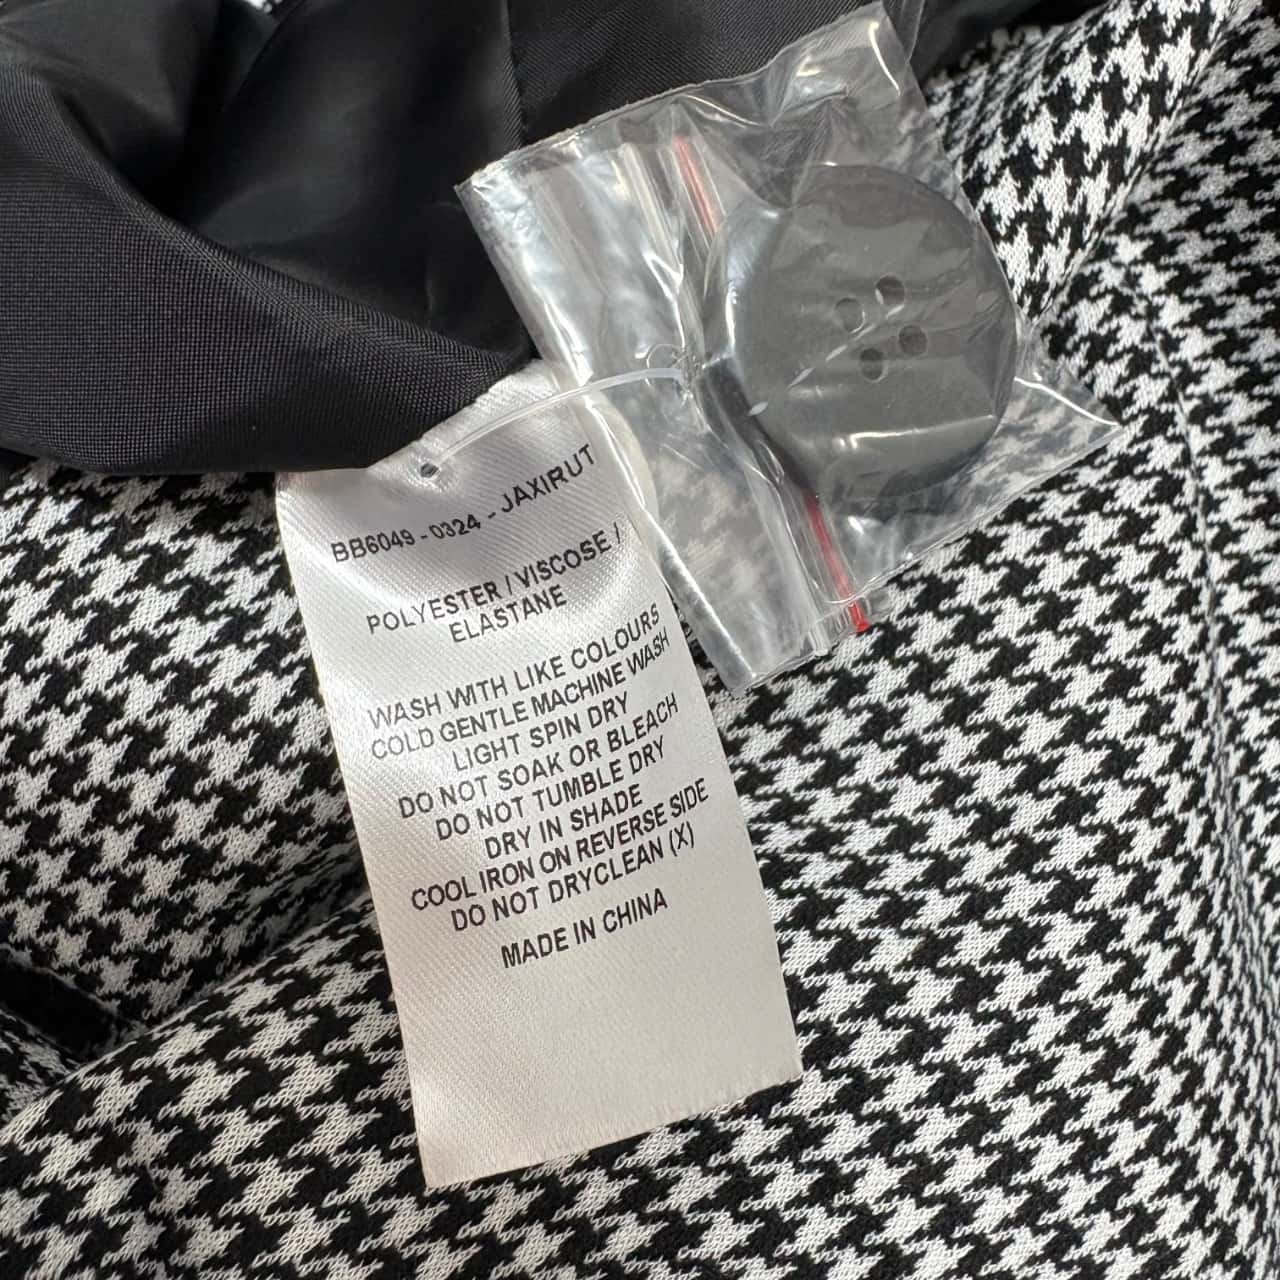 BB6049 - 0324 - JAXIRUT
POLYESTER / VISCOSE /
ELASTANE
WASH WITH LIKE COLOURS
COLD GENTLE MACHINE WASH
LIGHT SPIN DRY
DO NOT SOAK OR BLEACH
DO NOT TUMBLE DRY
DRY IN SHADE
COOL IRON ON REVERSE SIDE
DO NOT DRYCLEAN (X)
MADE IN CHINA